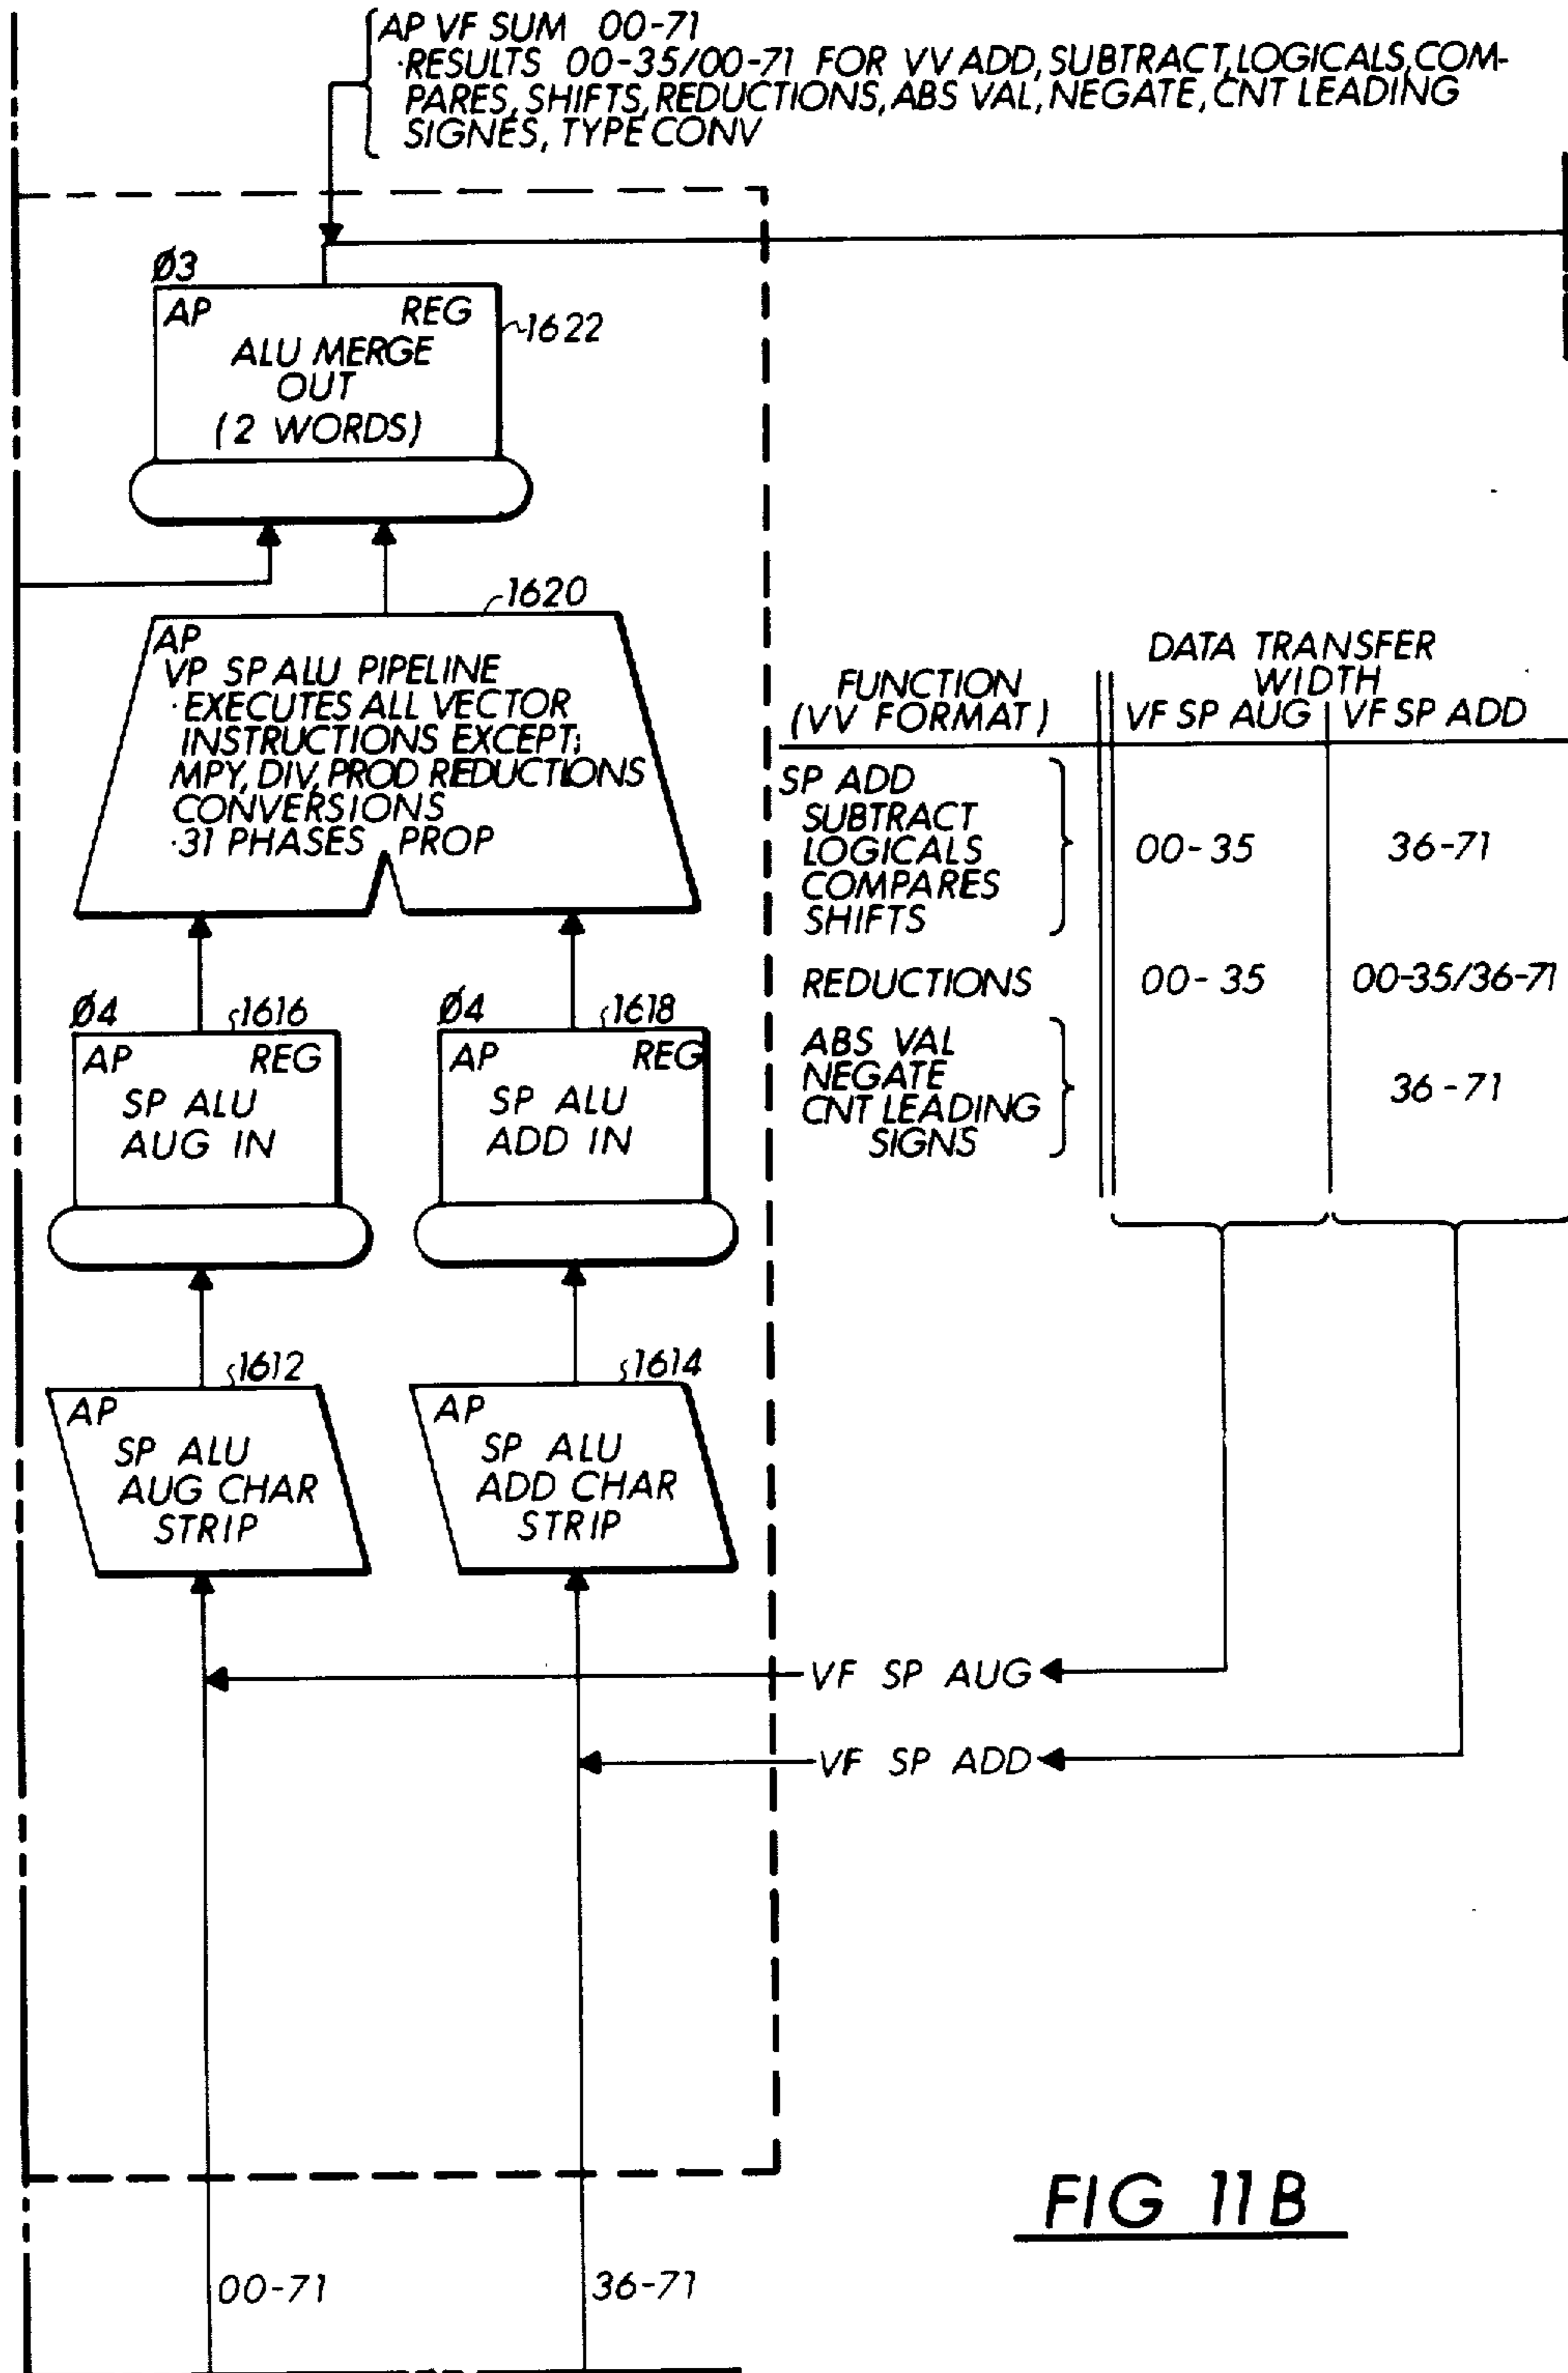 AP VF SUM 00-71
·RESULTS 00-35/00-71 FOR VV ADD, SUBTRACT, LOGICALS, COM-
PARES, SHIFTS, REDUCTIONS, ABS VAL, NEGATE, CNT LEADING
SIGNES, TYPE CONV
Ø3
AP REG
1622
ALU MERGE
OUT
(2 WORDS)
1620
AP
VP SP ALU PIPELINE
·EXECUTES ALL VECTOR
INSTRUCTIONS EXCEPT:
MPY, DIV, PROD REDUCTIONS
CONVERSIONS
·31 PHASES PROP
Ø4
1616
AP REG
SP ALU
AUG IN
Ø4
1618
AP REG
SP ALU
ADD IN
1612
AP
SP ALU
AUG CHAR
STRIP
1614
AP
SP ALU
ADD CHAR
STRIP
FUNCTION
(VV FORMAT)
DATA TRANSFER
WIDTH
VF SP AUG VF SP ADD
SP ADD
SUBTRACT
LOGICALS
COMPARES
SHIFTS
00-35 36-71
REDUCTIONS 00-35 00-35/36-71
ABS VAL
NEGATE
CNT LEADING
SIGNS
36-71
VF SP AUG
VF SP ADD
00-71
36-71
FIG 11B